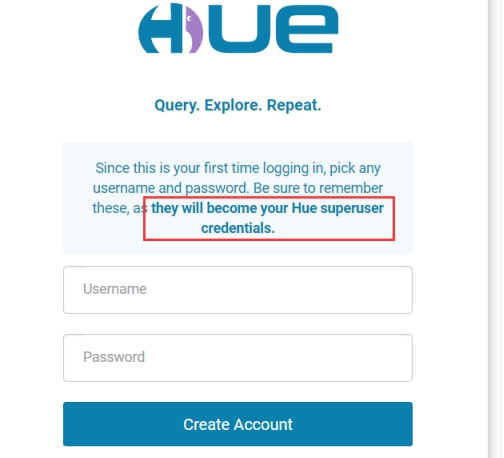 HUE
Query. Explore. Repeat.
Since this is your first time logging in, pick any
username and password. Be sure to remember
these, as they will become your Hue superuser
credentials.
Username
Password
Create Account